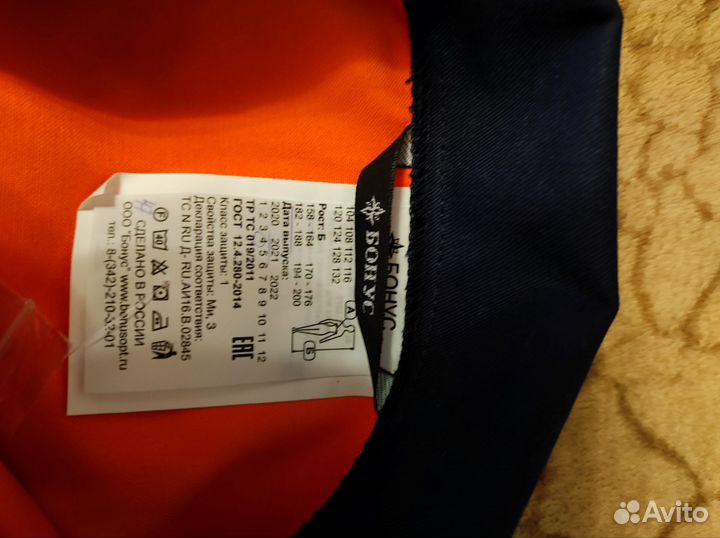 БОНУС
БОНУС
А
Б
104 108 112 116
120 124 128 132
Рост: Б
158 - 164 170 - 176
182 - 188 194 - 200
Дата выпуска:
2020 2021 2022
1 2 3 4 5 6 7 8 9 10 11 12
ТР ТС 019/2011
ГОСТ 12.4.280-2014
EAC
Класс защиты:
Свойства защиты, Ми, З
Декларация соответствия:
ТС N RU Д- RU.АИ16.В.02845
СДЕЛАНО В РОССИИ
ООО "Бонус" www.bonusopt.ru
тел.: 8-(342)-210-53-01
Avito